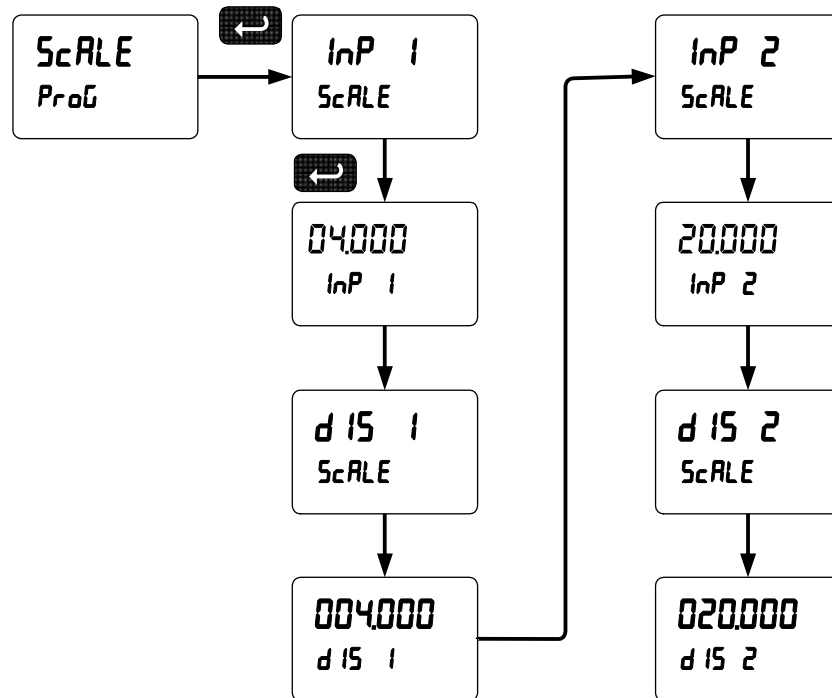 ScALE
ProG
InP 1
ScALE
04.000
InP 1
dIS 1
ScALE
004.000
dIS 1
InP 2
ScALE
20.000
InP 2
dIS 2
ScALE
020.000
dIS 2